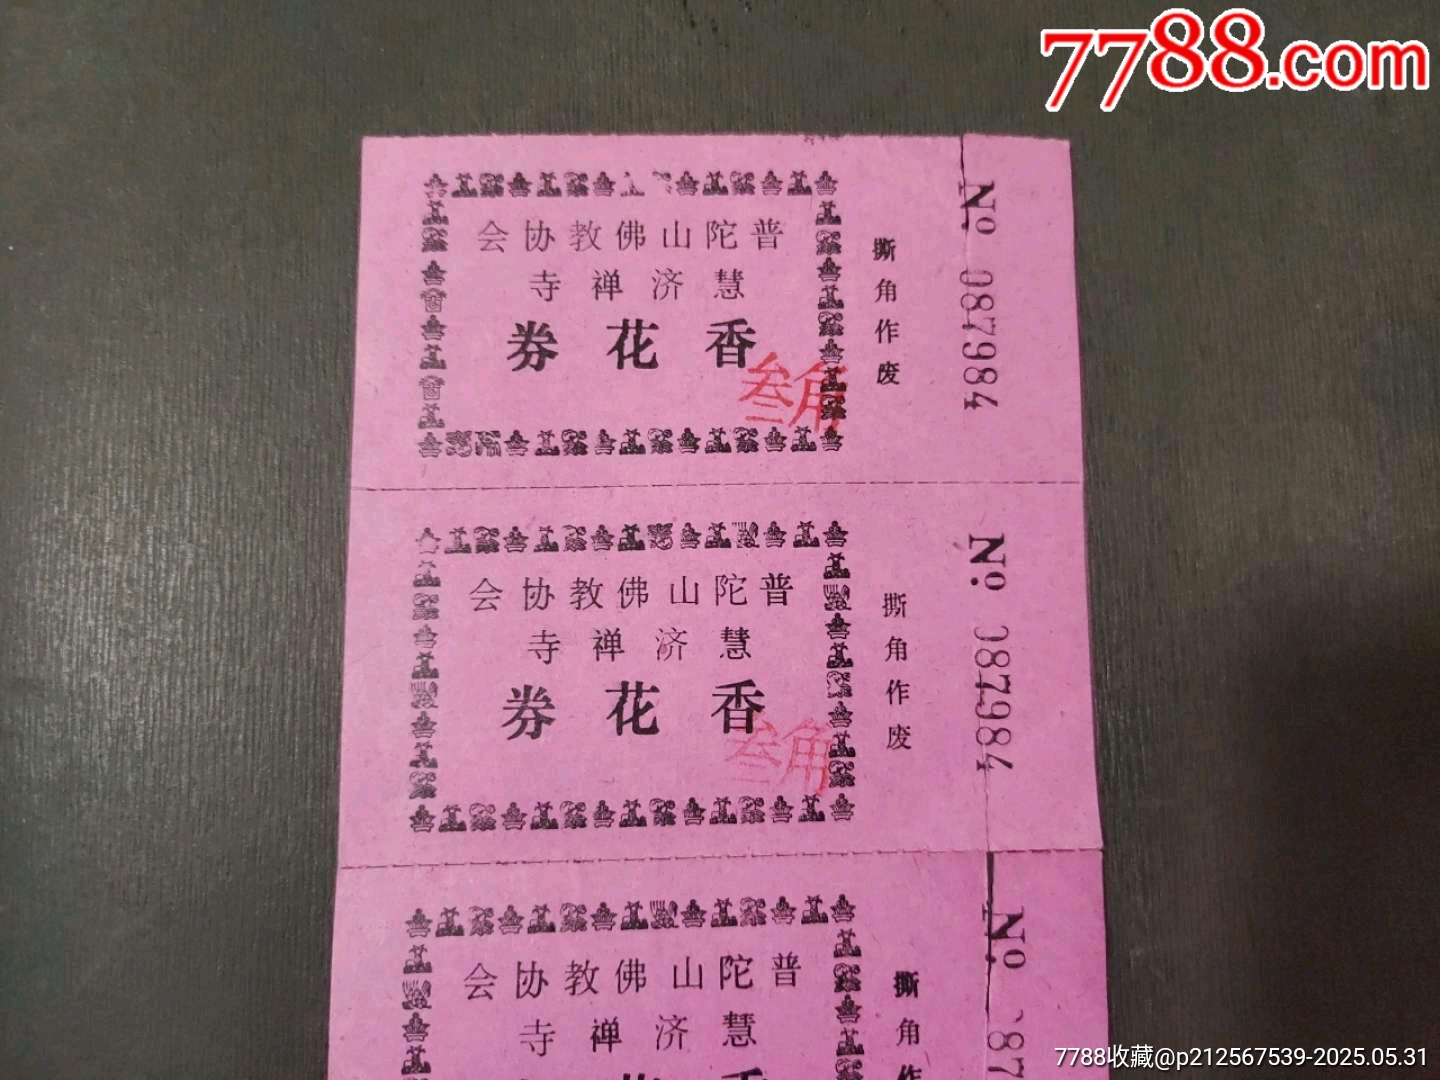 7788.com
普陀山佛教协会
慧济禅寺
香花券
叁角
撕角作废
No 087984
普陀山佛教协会
慧济禅寺
香花券
叁角
撕角作废
No 087984
普陀山佛教协会
慧济禅寺
撕角作
No 087
7788收藏@p212567539-2025.05.31